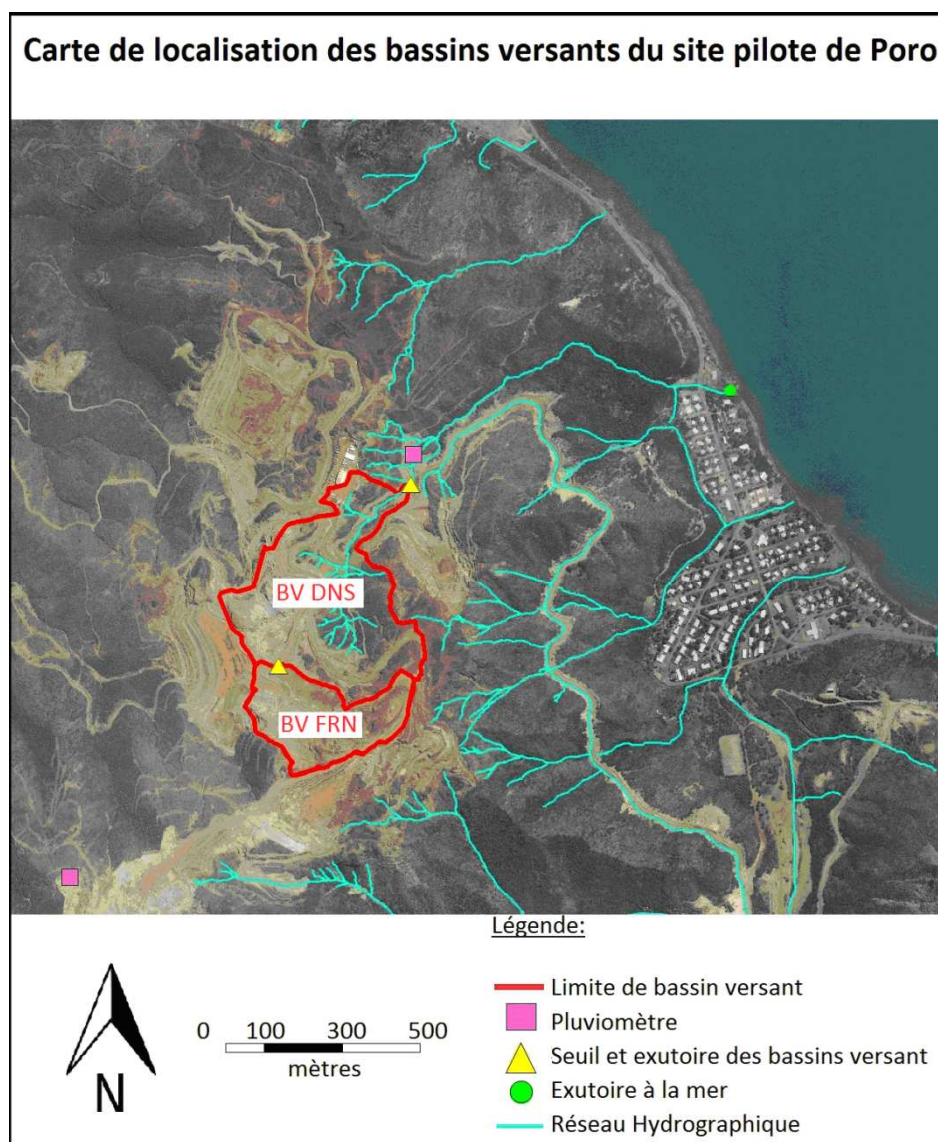 Carte de localisation des bassins versants du site pilote de Poro
BV DNS
BV FRN
Légende:
Limite de bassin versant
Pluviomètre
Seuil et exutoire des bassins versant
Exutoire à la mer
Réseau Hydrographique
0 100 300 500
mètres
N